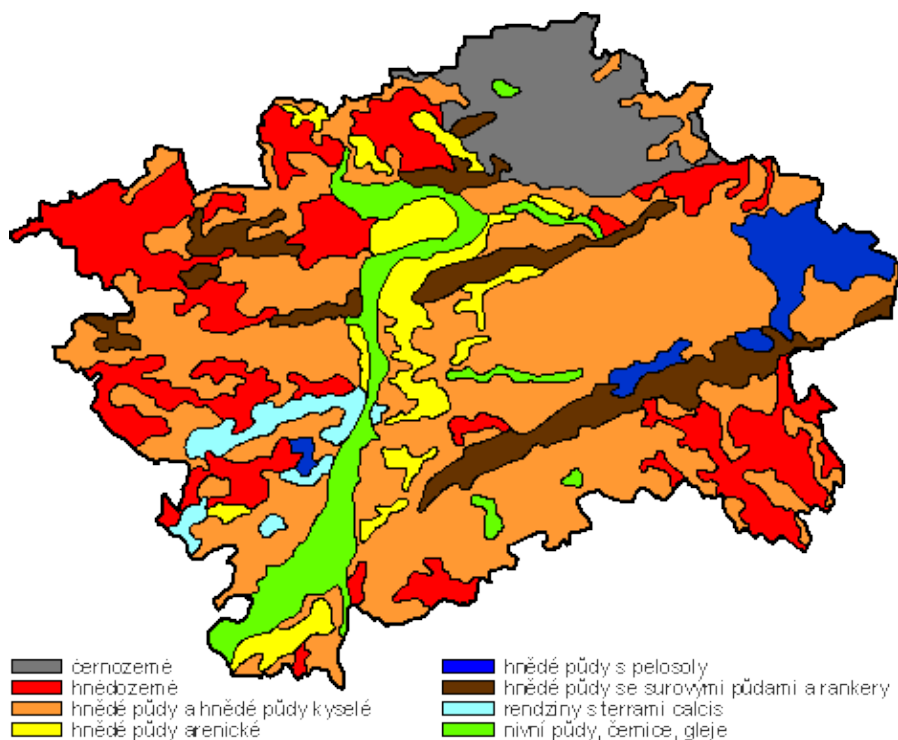 černozemě
hnědozemě
hnědé půdy a hnědé půdy kyselé
hnědé půdy arenické
hnědé půdy s pelosoly
hnědé půdy se surovými půdami a rankery
rendziny s terrami calcis
nivní půdy, černice, gleje